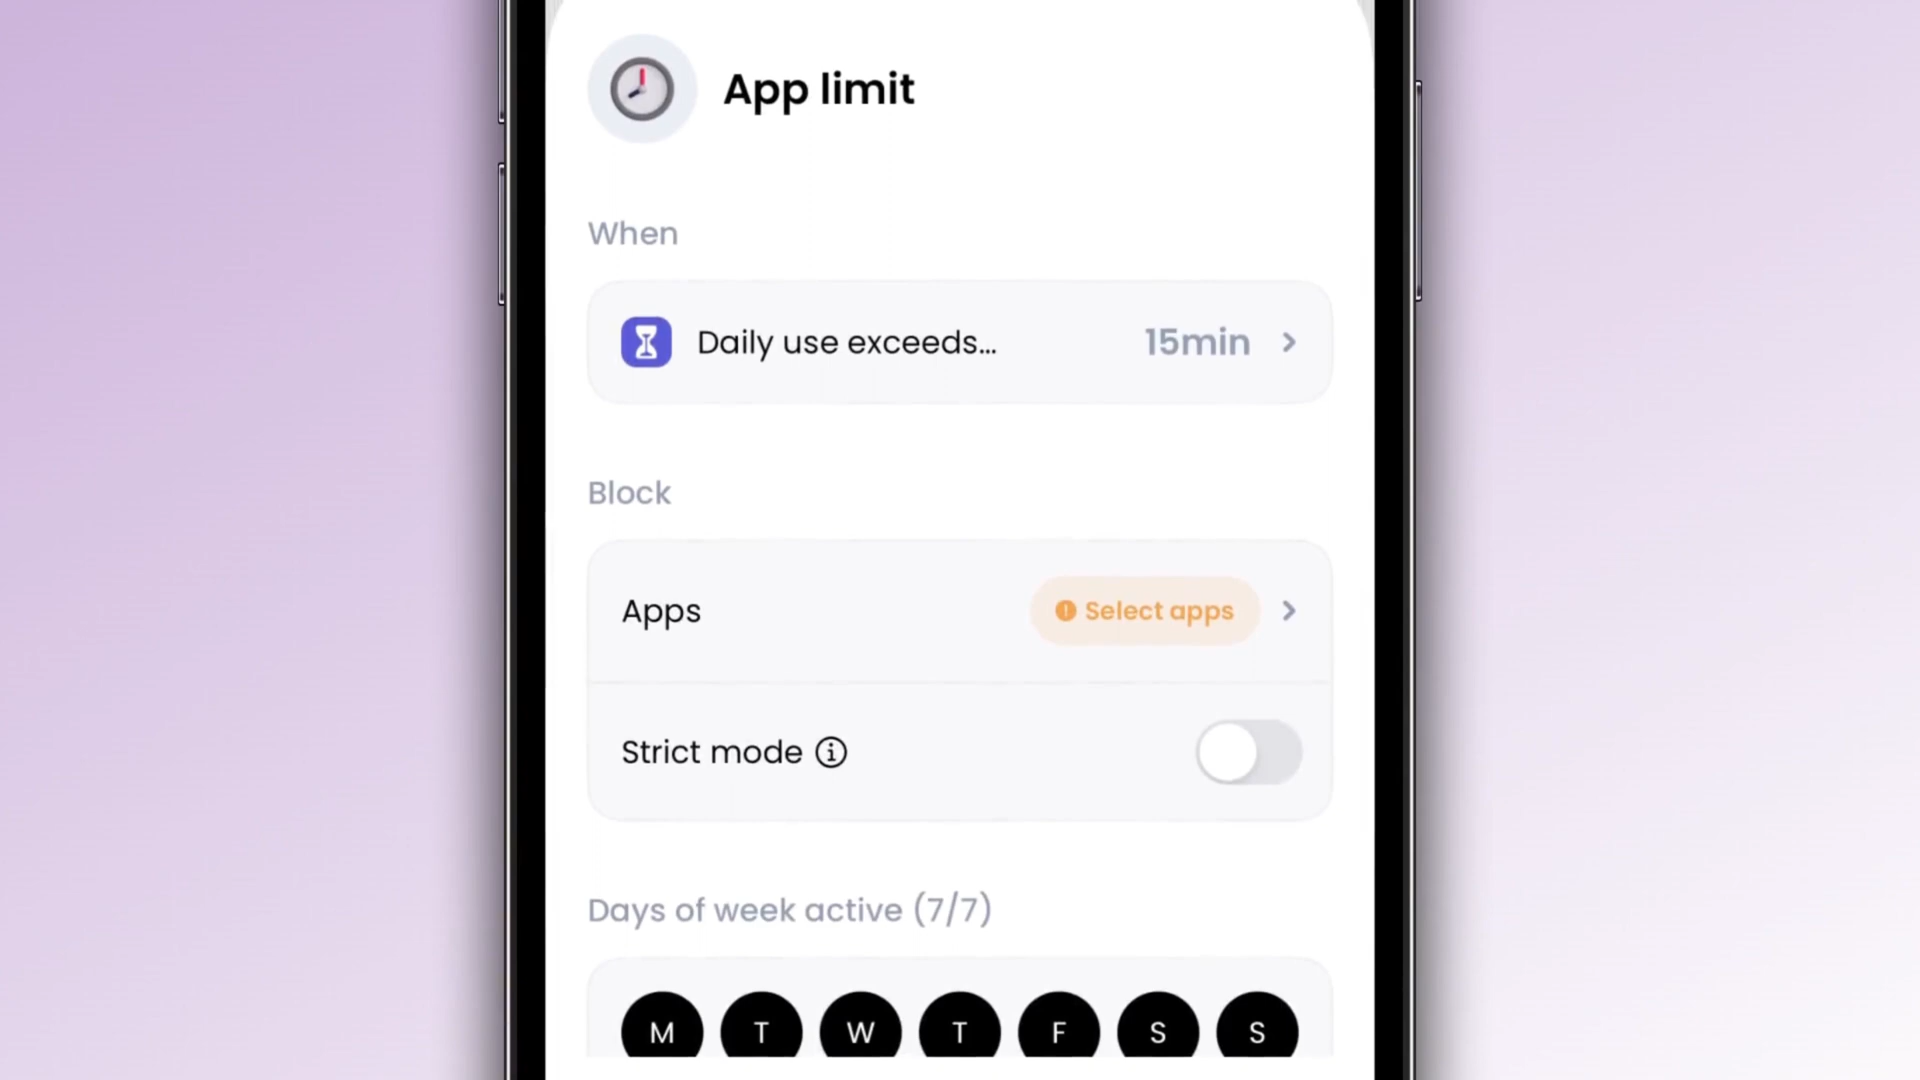 App limit
When
Daily use exceeds... 15min
Block
Apps Select apps
Strict mode
Days of week active (7/7)
M T W T F S S